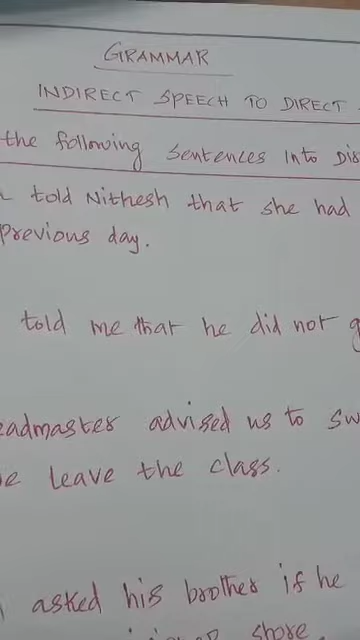 GRAMMAR
INDIRECT SPEECH TO DIRECT
the following sentences into
told Nithesh that she had
Previous day.
told me that he did not
advised us to
leave the class.
asked his brother if he
shore.